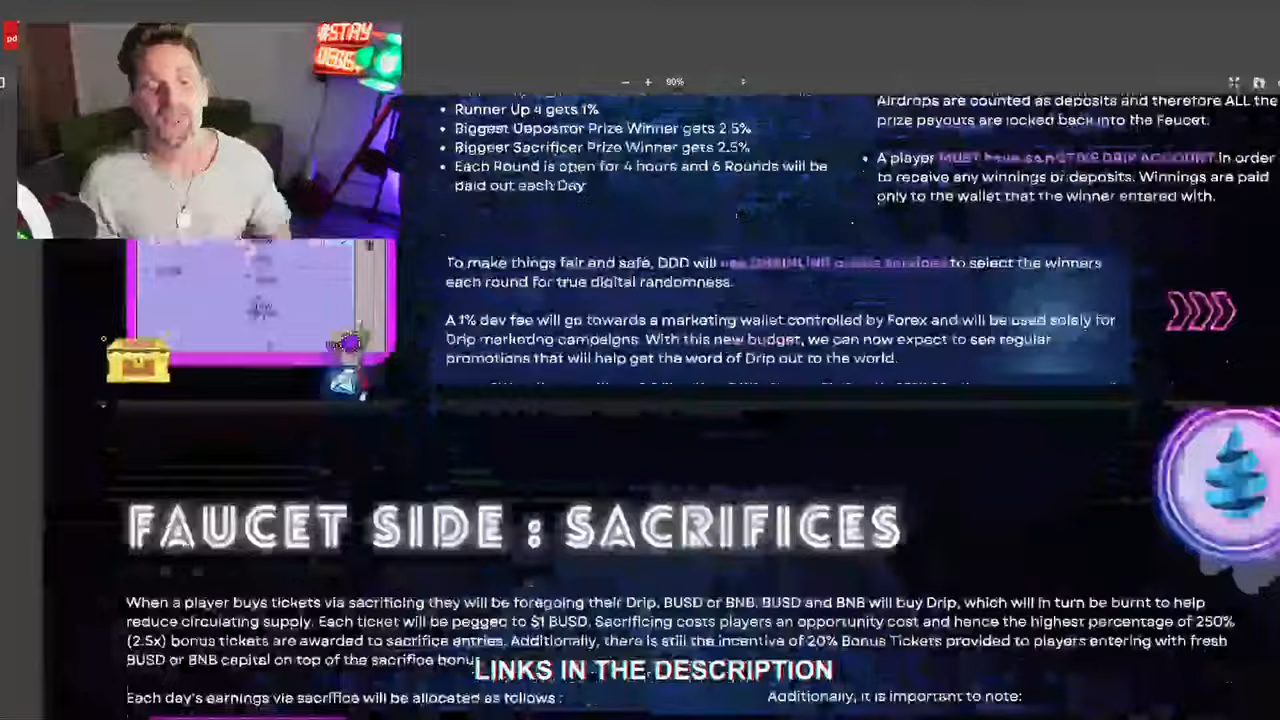 pd
#STAY
90%
Runner Up 4 gets 1%
Biggest Depositor Prize Winner gets 2.5%
Biggest Sacrificer Prize Winner gets 2.5%
Each Round is open for 4 hours and 6 Rounds will be
paid out each Day
Airdrops are counted as deposits and therefore ALL the
prize payouts are locked back into the Faucet.
A player MUST have an ACTIVE DRIP ACCOUNT in order
to receive any winnings or deposits. Winnings are paid
only to the wallet that the winner entered with.
To make things fair and safe, DDD will use to select the winners
each round for true digital randomness.
A 1% dev fee will go towards a marketing wallet controlled by Forex and will be used solely for
Drip marketing campaigns. With this new budget, we can now expect to see regular
promotions that will help get the word of Drip out to the world.
FAUCET SIDE : SACRIFICES
When a player buys tickets via sacrificing they will be foregoing their Drip, BUSD or BNB. BUSD and BNB will buy Drip, which will in turn be burnt to help
reduce circulating supply. Each ticket will be pegged to $1 BUSD. Sacrificing costs players an opportunity cost and hence the highest percentage of 250%
(2.5x) bonus tickets are awarded to sacrifice entries. Additionally, there is still the incentive of 20% Bonus Tickets provided to players entering with fresh
BUSD or BNB capital on top of the sacrifice bonu
LINKS IN THE DESCRIPTION
Each day's earnings via sacrifice will be allocated as follows :
Additionally, it is important to note: